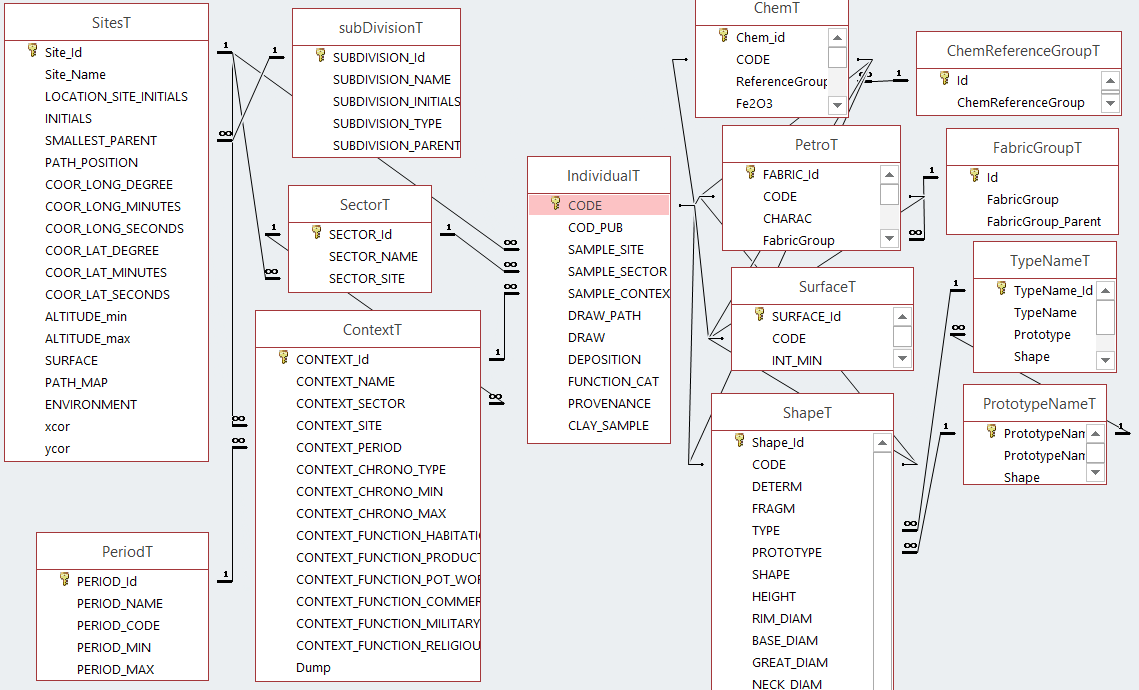 SitesT
Site_Id
Site_Name
LOCATION_SITE_INITIALS
INITIALS
SMALLEST_PARENT
PATH_POSITION
COOR_LONG_DEGREE
COOR_LONG_MINUTES
COOR_LONG_SECONDS
COOR_LAT_DEGREE
COOR_LAT_MINUTES
COOR_LAT_SECONDS
ALTITUDE_min
ALTITUDE_max
SURFACE
PATH_MAP
ENVIRONMENT
xcor
ycor
1
∞
PeriodT
PERIOD_Id
PERIOD_NAME
PERIOD_CODE
PERIOD_MIN
PERIOD_MAX
1
subDivisionT
SUBDIVISION_Id
SUBDIVISION_NAME
SUBDIVISION_INITIALS
SUBDIVISION_TYPE
SUBDIVISION_PARENT
1
SectorT
SECTOR_Id
SECTOR_NAME
SECTOR_SITE
1
∞
1
ContextT
CONTEXT_Id
CONTEXT_NAME
CONTEXT_SECTOR
CONTEXT_SITE
CONTEXT_PERIOD
CONTEXT_CHRONO_TYPE
CONTEXT_CHRONO_MIN
CONTEXT_CHRONO_MAX
CONTEXT_FUNCTION_HABITATI
CONTEXT_FUNCTION_PRODUCT
CONTEXT_FUNCTION_POT_WOR
CONTEXT_FUNCTION_COMMER
CONTEXT_FUNCTION_MILITARY
CONTEXT_FUNCTION_RELIGIOU
Dump
∞
∞
1
∞
IndividualT
CODE
COD_PUB
SAMPLE_SITE
SAMPLE_SECTOR
SAMPLE_CONTEX
DRAW_PATH
DRAW
DEPOSITION
FUNCTION_CAT
PROVENANCE
CLAY_SAMPLE
∞
∞
∞
ChemT
Chem_id
CODE
ReferenceGroup
Fe2O3
∞
1
ChemReferenceGroupT
Id
ChemReferenceGroup
PetroT
FABRIC_Id
CODE
CHARAC
FabricGroup
∞
1
FabricGroupT
Id
FabricGroup
FabricGroup_Parent
SurfaceT
SURFACE_Id
CODE
INT_MIN
TypeNameT
TypeName_Id
TypeName
Prototype
Shape
1
∞
PrototypeNameT
PrototypeNam
PrototypeNam
Shape
1
1
ShapeT
Shape_Id
CODE
DETERM
FRAGM
TYPE
PROTOTYPE
SHAPE
HEIGHT
RIM_DIAM
BASE_DIAM
GREAT_DIAM
NECK_DIAM
∞
∞